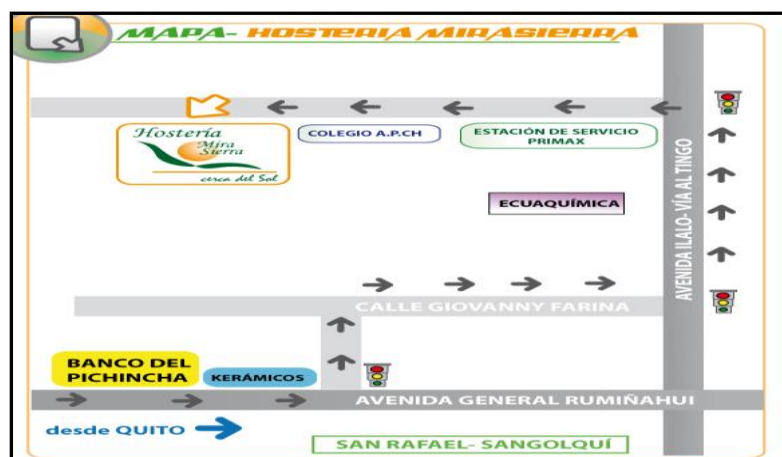 MAPA- HOSTERIA MIRASIERRA
Hostería
Mira
Sierra
cerca del Sol
COLEGIO A.P.CH
ESTACIÓN DE SERVICIO
PRIMAX
ECUAQUÍMICA
AVENIDA ILALO- VÍA AL TINGO
CALLE GIOVANNY FARINA
BANCO DEL
PICHINCHA
KERÁMICOS
AVENIDA GENERAL RUMIÑAHUI
desde QUITO
SAN RAFAEL- SANGOLQUÍ